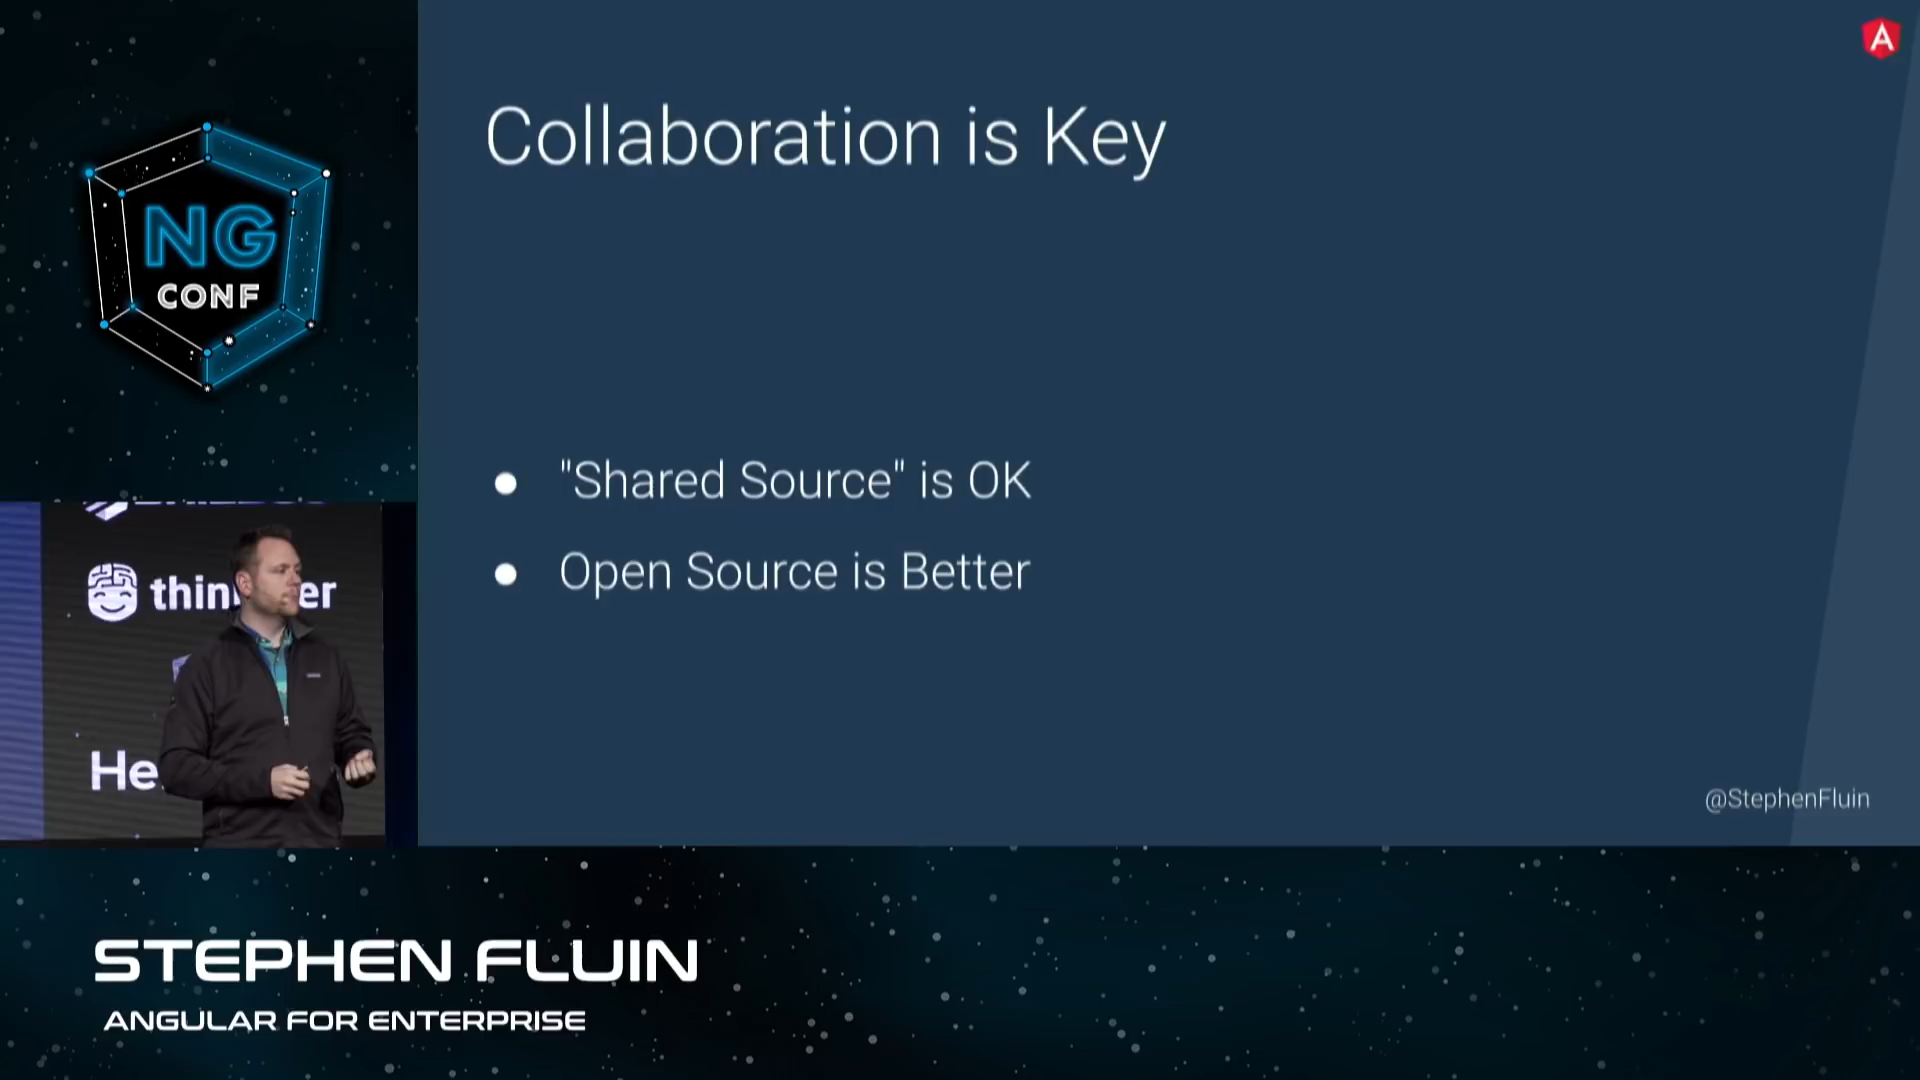 NG
CONF
Collaboration is Key
"Shared Source" is OK
Open Source is Better
@StephenFluin
STEPHEN FLUIN
ANGULAR FOR ENTERPRISE